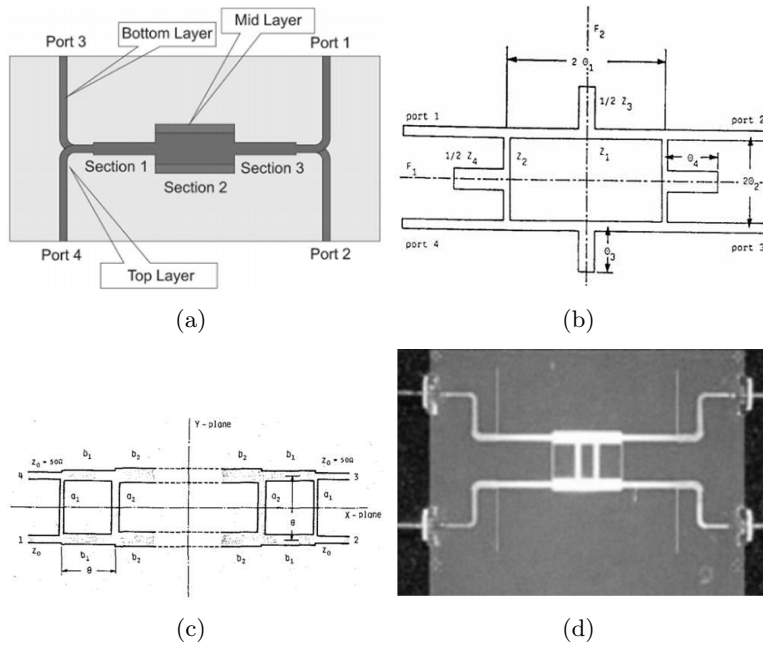 Port 3
Bottom Layer
Mid Layer
Port 1
Section 1
Section 2
Section 3
Port 4
Top Layer
Port 2
(a)
F2
2 θ1
1/2 Z3
port 1
port 2
1/2 Z4
Z2
Z1
θ4
F1
2θ2
port 4
θ3
port 3
(b)
Y - plane
b1
b2
b2
b1
Z0 = 50Ω
Z0 = 50Ω
4
3
a1
a2
a2
a1
θ
X-plane
1
2
Z0
b1
b2
b2
b1
Z0
θ
(c)
(d)